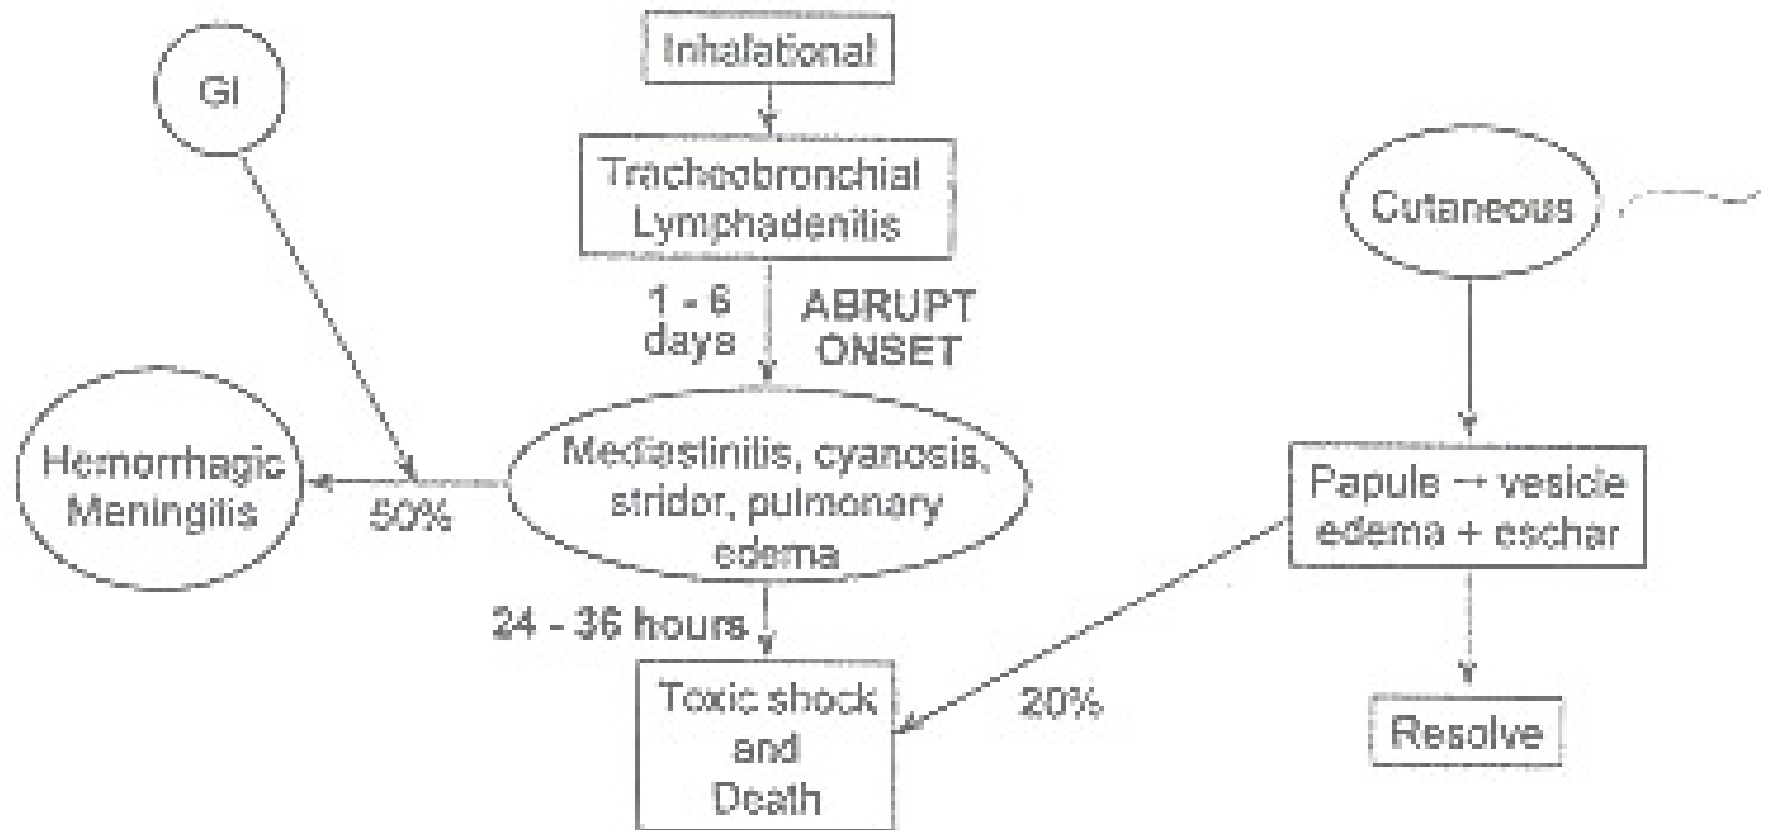 GI
Inhalational
Tracheobronchial
Lymphadenitis
1 - 6
days
ABRUPT
ONSET
Cutaneous
Hemorrhagic
Meningitis
50%
Mediastinitis, cyanosis,
stridor, pulmonary
edema
Papule → vesicle
edema + eschar
24 - 36 hours
Toxic shock
and
Death
20%
Resolve